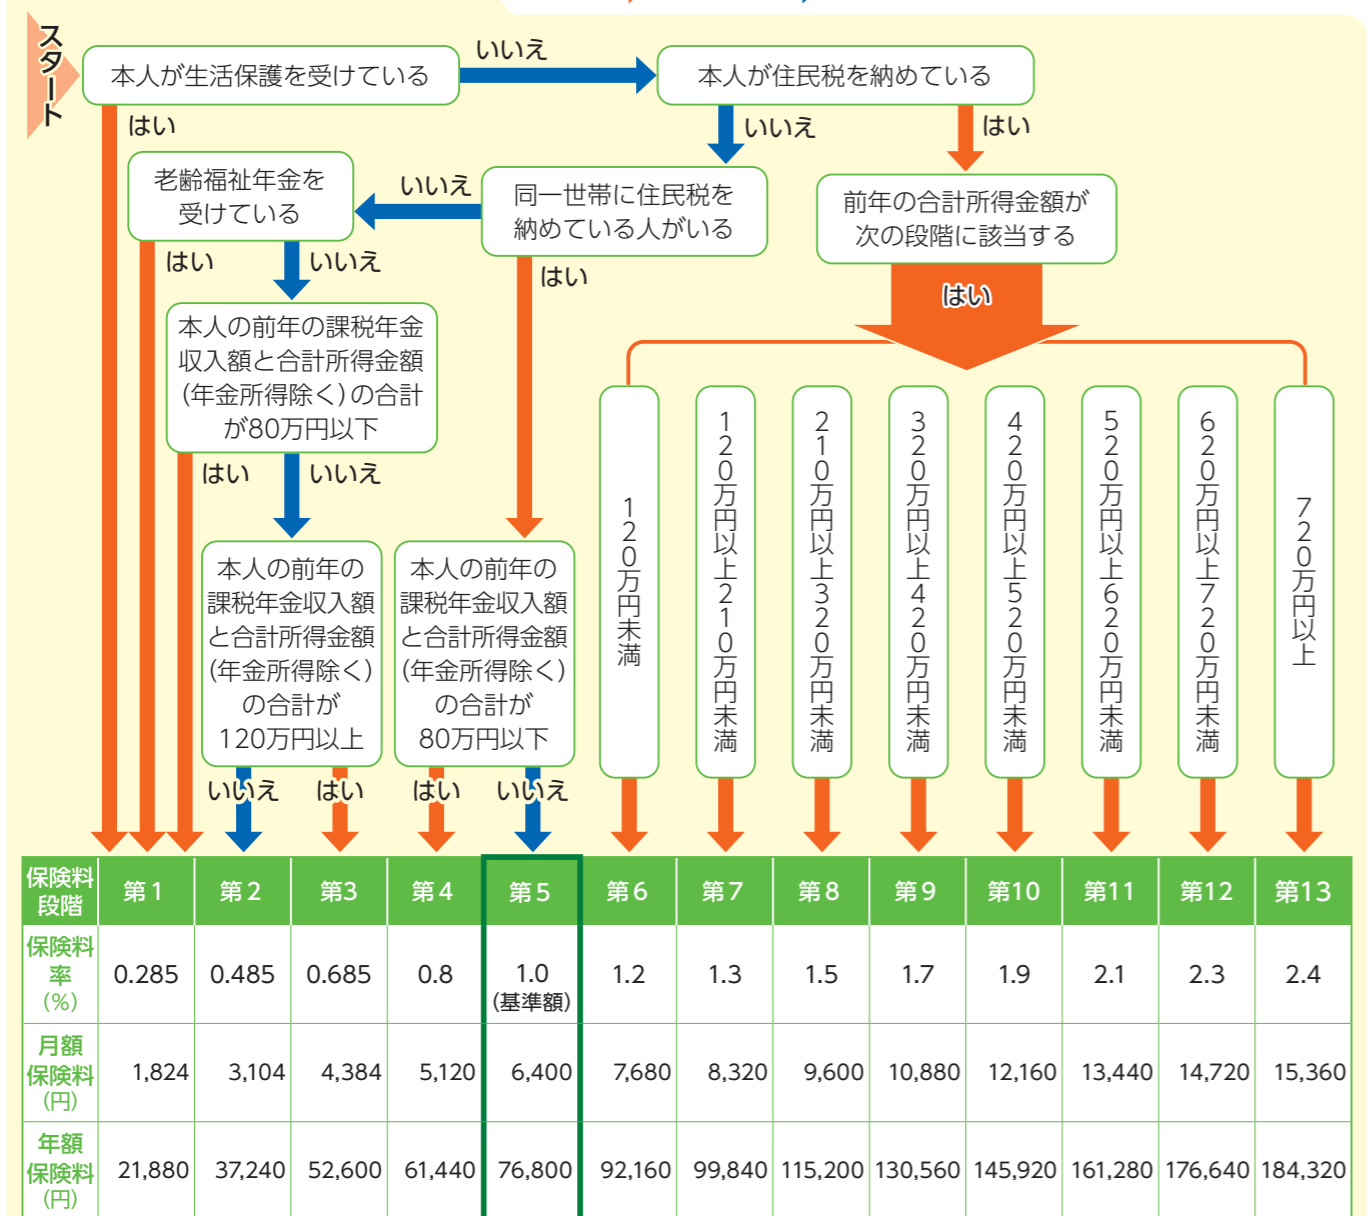 スタート
本人が生活保護を受けている
いいえ
本人が住民税を納めている
はい
いいえ
はい
老齢福祉年金を
受けている
いいえ
同一世帯に住民税を
納めている人がいる
前年の合計所得金額が
次の段階に該当する
はい
いいえ
はい
はい
本人の前年の課税年金
収入額と合計所得金額
(年金所得除く)の合計
が80万円以下
はい
いいえ
本人の前年の
課税年金収入額
と合計所得金額
(年金所得除く)
の合計が
120万円以上
本人の前年の
課税年金収入額
と合計所得金額
(年金所得除く)
の合計が
80万円以下
120万円未満
120万円以上210万円未満
210万円以上320万円未満
320万円以上420万円未満
420万円以上520万円未満
520万円以上620万円未満
620万円以上720万円未満
720万円以上
いいえ
はい
はい
いいえ
保険料
段階
第1 第2 第3 第4 第5 第6 第7 第8 第9 第10 第11 第12 第13
保険料
率
(%)
0.285 0.485 0.685 0.8 1.0 1.2 1.3 1.5 1.7 1.9 2.1 2.3 2.4
(基準額)
月額
保険料
(円)
1,824 3,104 4,384 5,120 6,400 7,680 8,320 9,600 10,880 12,160 13,440 14,720 15,360
年額
保険料
(円)
21,880 37,240 52,600 61,440 76,800 92,160 99,840 115,200 130,560 145,920 161,280 176,640 184,320